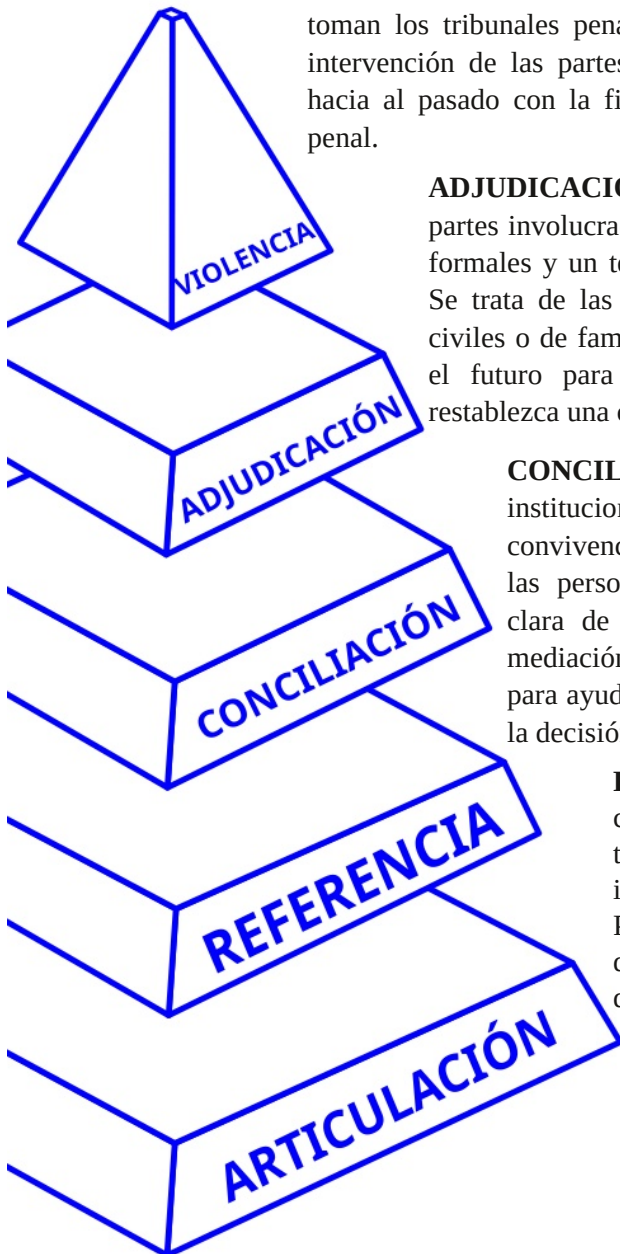 toman los tribunales pena
intervención de las partes
hacia al pasado con la fi
penal.
ADJUDICACIÓ
partes involucra
formales y un te
Se trata de las
civiles o de fam
el futuro para
restablezca una
CONCIL
institucion
convivenc
las perso
clara de
mediación
para ayud
la decisió
VIOLENCIA
ADJUDICACIÓN
CONCILIACIÓN
REFERENCIA
ARTICULACIÓN